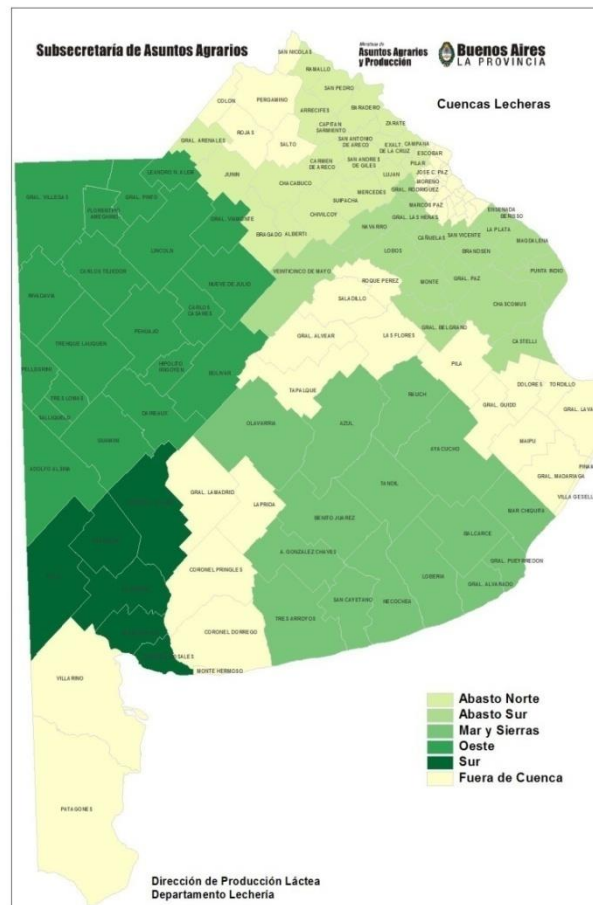 Subsecretaría de Asuntos Agrarios
Ministerio de
Asuntos Agrarios
y Producción
Buenos Aires
LA PROVINCIA
Cuencas Lecheras
SAN NICOLAS
RAMALLO
SAN PEDRO
COLON
PERGAMINO
ARRECIFES
BARADERO
ROJAS
CAPITAN
SARMIENTO
ZARATE
GRAL. ARENALES
SALTO
SAN ANTONIO
DE ARECO
EXALT.
DE LA CRUZ
CAMPANA
ESCOBAR
LEANDRO N. ALEM
JUNIN
CARMEN
DE ARECO
SAN ANDRES
DE GILES
PILAR
JOSE C. PAZ
LUJAN
MORENO
GRAL. VILLEGAS
GRAL. PINTO
CHACABUCO
MERCEDES
GRAL. RODRIGUEZ
FLORENTINO
AMEGHINO
SUIPACHA
MARCOS PAZ
GRAL. VIAMONTE
CHIVILCOY
GRAL. LAS HERAS
ENSENADA
BERISSO
BRAGADO
ALBERTI
NAVARRO
CAÑUELAS
SAN VICENTE
LA PLATA
LINCOLN
LOBOS
BRANDSEN
MAGDALENA
CARLOS TEJEDOR
VEINTICINCO DE MAYO
NUEVE DE JULIO
ROQUE PEREZ
MONTE
GRAL. PAZ
PUNTA INDIO
RIVADAVIA
CARLOS
CASARES
SALADILLO
CHASCOMUS
PEHUAJO
GRAL. ALVEAR
LAS FLORES
GRAL. BELGRANO
CASTELLI
TRENQUE LAUQUEN
HIPOLITO
YRIGOYEN
BOLIVAR
PILA
PELLEGRINI
TAPALQUE
DOLORES
TORDILLO
TRES LOMAS
RAUCH
GRAL. GUIDO
GRAL. LAVA
SALLIQUELO
DAIREAUX
OLAVARRIA
AZUL
MAIPU
GUAMINI
AYACUCHO
ADOLFO ALSINA
GRAL. MADARIAGA
PINAM
GRAL. LAMADRID
TANDIL
VILLA GESELL
LAPRIDA
BENITO JUAREZ
MAR CHIQUITA
BALCARCE
A. GONZALEZ CHAVES
GRAL. PUEYRREDON
CORONEL PRINGLES
LOBERIA
GRAL. ALVARADO
SAN CAYETANO
NECOCHEA
TRES ARROYOS
CORONEL DORREGO
MONTE HERMOSO
VILLARINO
PATAGONES
Abasto Norte
Abasto Sur
Mar y Sierras
Oeste
Sur
Fuera de Cuenca
Dirección de Producción Láctea
Departamento Lechería